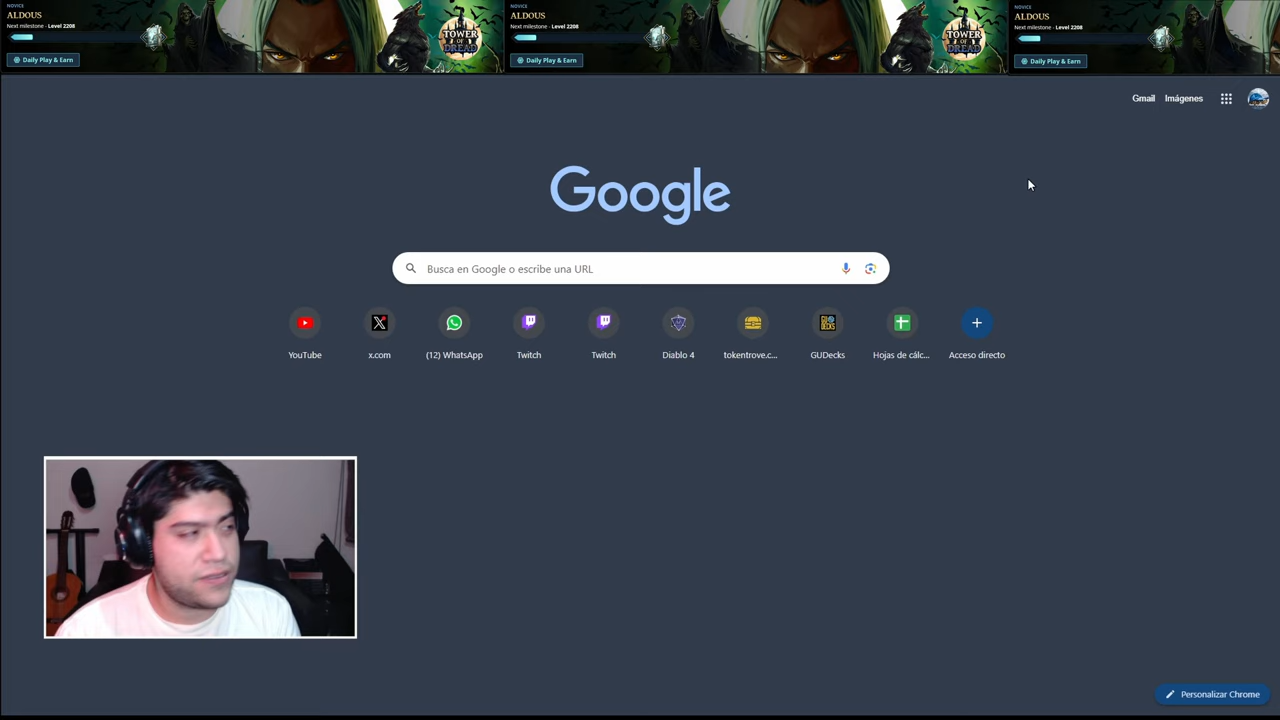 NOVICE
ALDOUS
Next milestone - Level 2208
Daily Play & Earn
TOWER
OF
DREAD
NOVICE
ALDOUS
Next milestone - Level 2208
Daily Play & Earn
TOWER
OF
DREAD
NOVICE
ALDOUS
Next milestone - Level 2208
Daily Play & Earn
Gmail Imágenes
Google
Busca en Google o escribe una URL
YouTube x.com (12) WhatsApp Twitch Twitch Diablo 4 tokentrove.c... GUDecks Hojas de cálc... Acceso directo
Personalizar Chrome